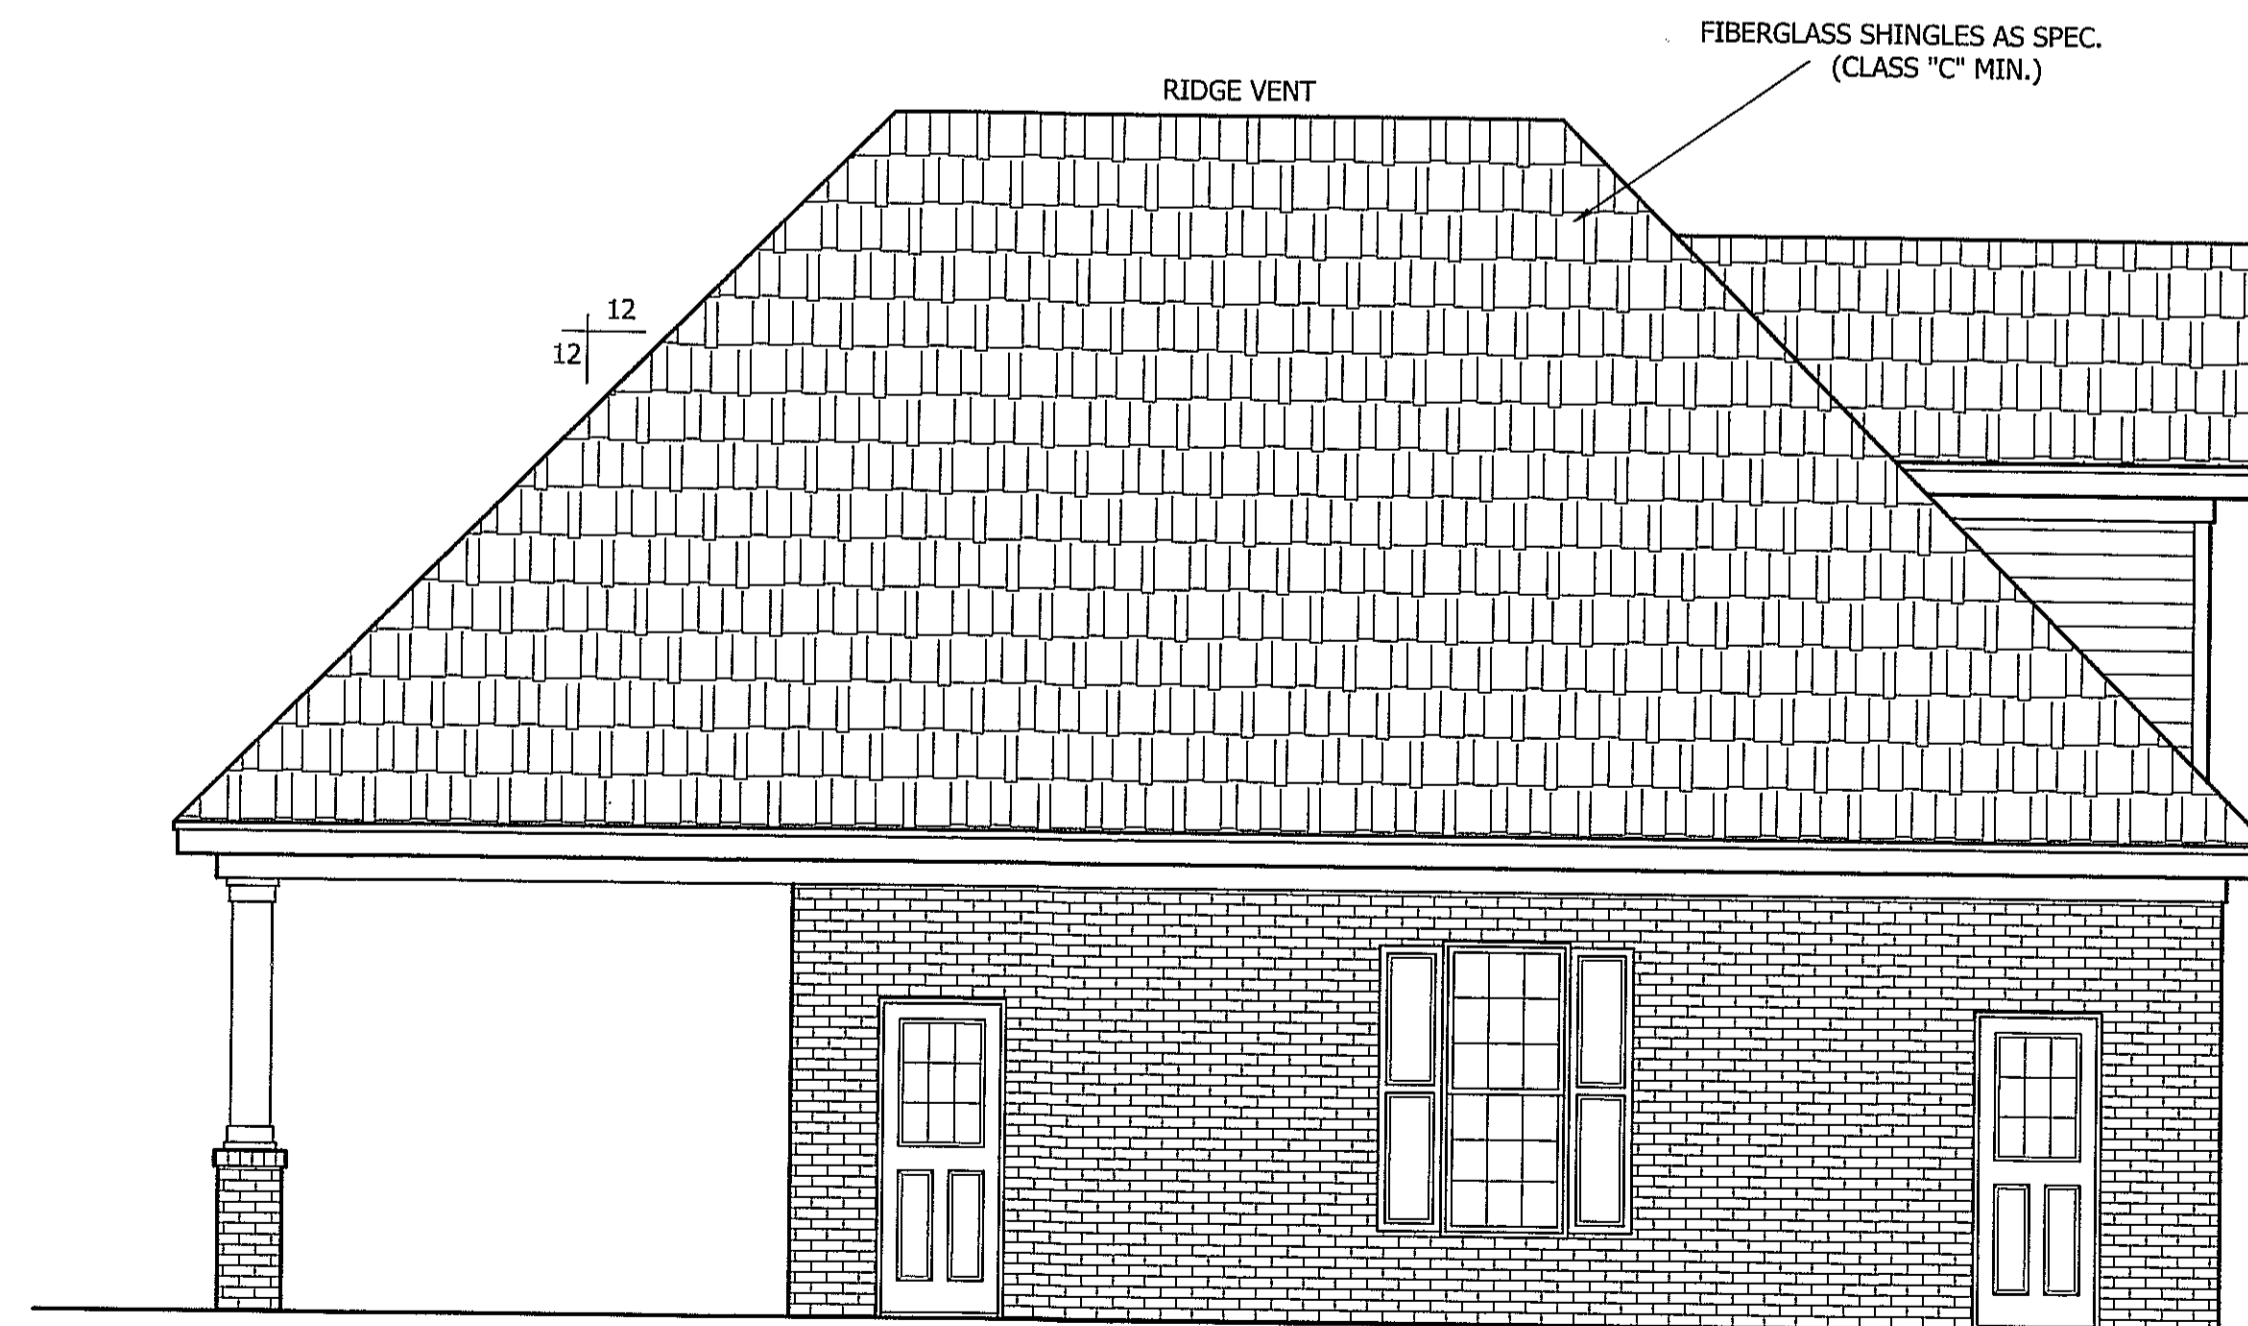 FIBERGLASS SHINGLES AS SPEC.
(CLASS "C" MIN.)
RIDGE VENT
12
12